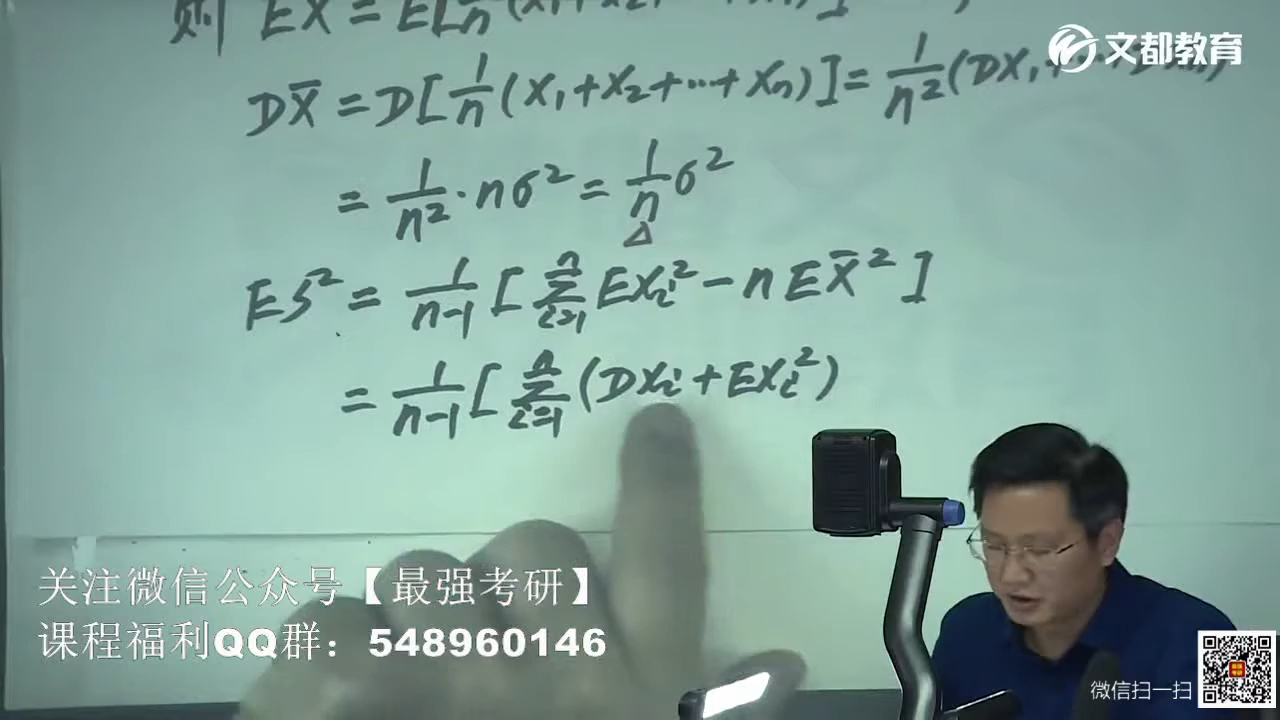 则 EX̄ = E[1/n (X₁+X₂+⋯+Xₙ)]
文都教育
DX̄ = D[1/n (X₁+X₂+⋯+Xₙ)] = 1/n² (DX₁+⋯+DXₙ)
= 1/n² · nσ² = 1/n σ²
Δ
ES² = 1/(n-1) [∑ᵢ₌₁ⁿ EXᵢ² - nEX̄²]
= 1/(n-1) [∑ᵢ₌₁ⁿ (DXᵢ + EXᵢ²)
关注微信公众号【最强考研】
课程福利QQ群：548960146
微信扫一扫